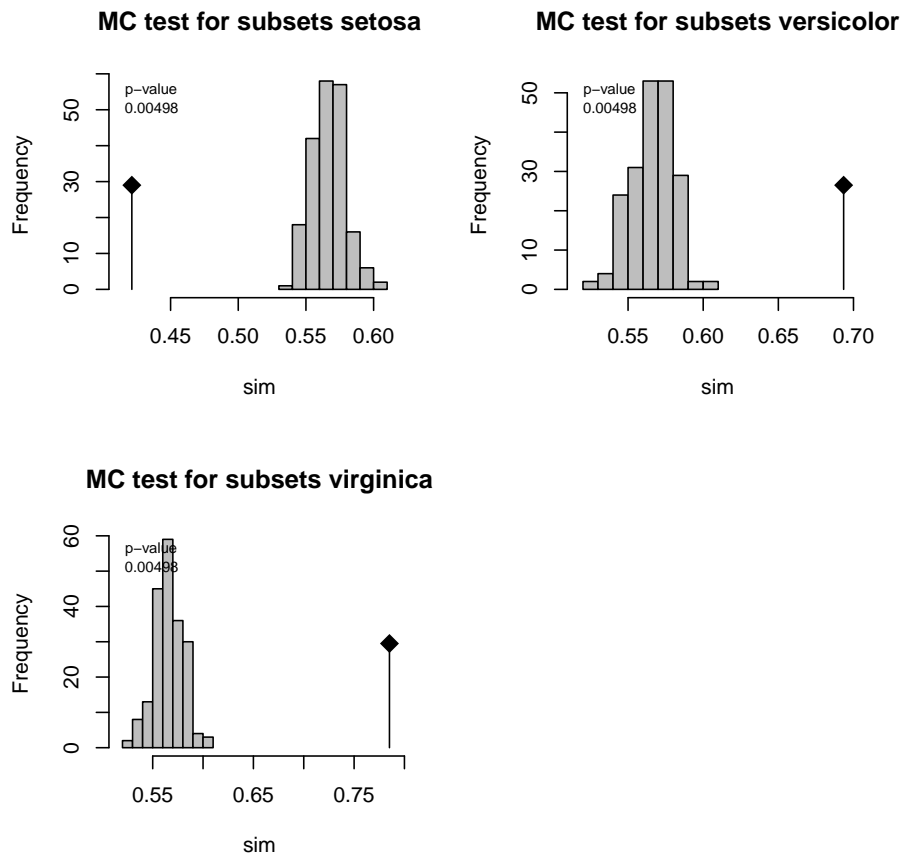 MC test for subsets setosa
p−value
0.00498
Frequency
0 10 30 50
0.45 0.50 0.55 0.60
sim
MC test for subsets versicolor
p−value
0.00498
Frequency
0 10 30 50
0.55 0.60 0.65 0.70
sim
MC test for subsets virginica
p−value
0.00498
Frequency
0 20 40 60
0.55 0.65 0.75
sim